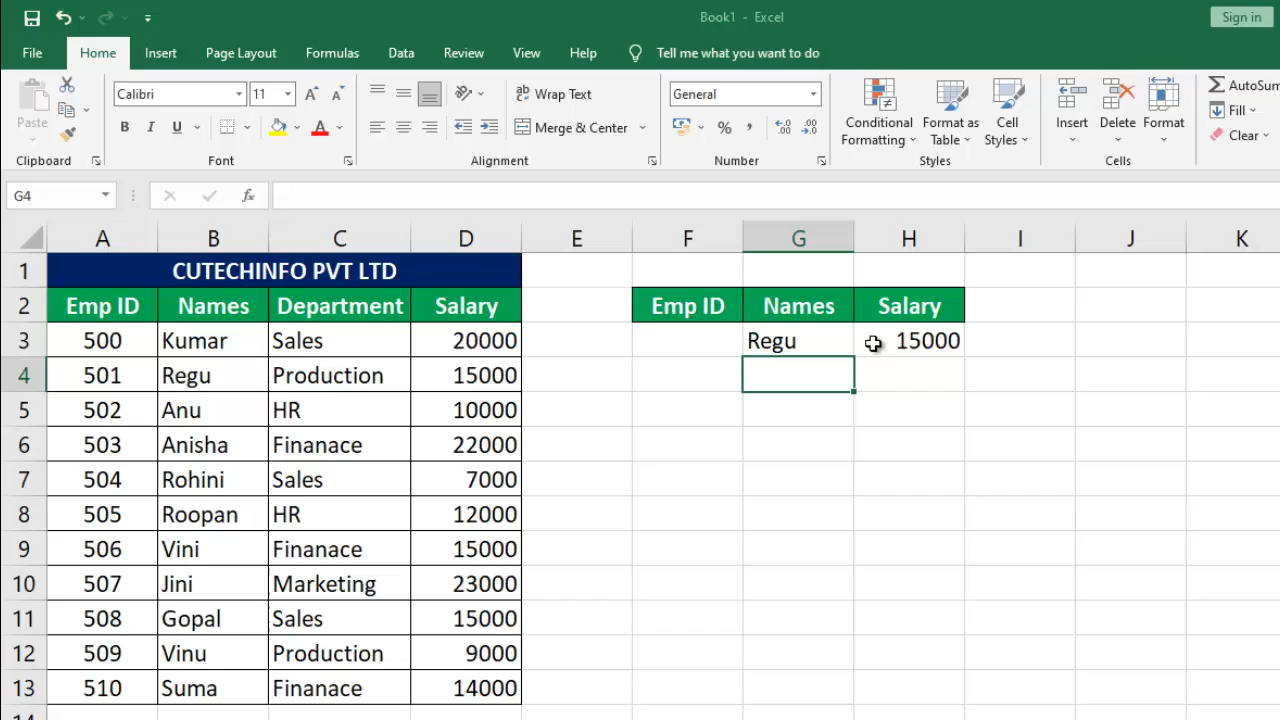 Book1 - Excel
Sign in
File Home Insert Page Layout Formulas Data Review View Help Tell me what you want to do
Paste
Calibri 11 A A
B I U A
Wrap Text
Merge & Center
General
% ,
Conditional Formatting
Format as Table
Cell Styles
Insert Delete Format
AutoSum
Fill
Clear
Clipboard Font Alignment Number Styles Cells
G4 fx
A B C D E F G H I J K
1 CUTECHINFO PVT LTD
2 Emp ID Names Department Salary Emp ID Names Salary
3 500 Kumar Sales 20000 Regu 15000
4 501 Regu Production 15000
5 502 Anu HR 10000
6 503 Anisha Finanace 22000
7 504 Rohini Sales 7000
8 505 Roopan HR 12000
9 506 Vini Finanace 15000
10 507 Jini Marketing 23000
11 508 Gopal Sales 15000
12 509 Vinu Production 9000
13 510 Suma Finanace 14000